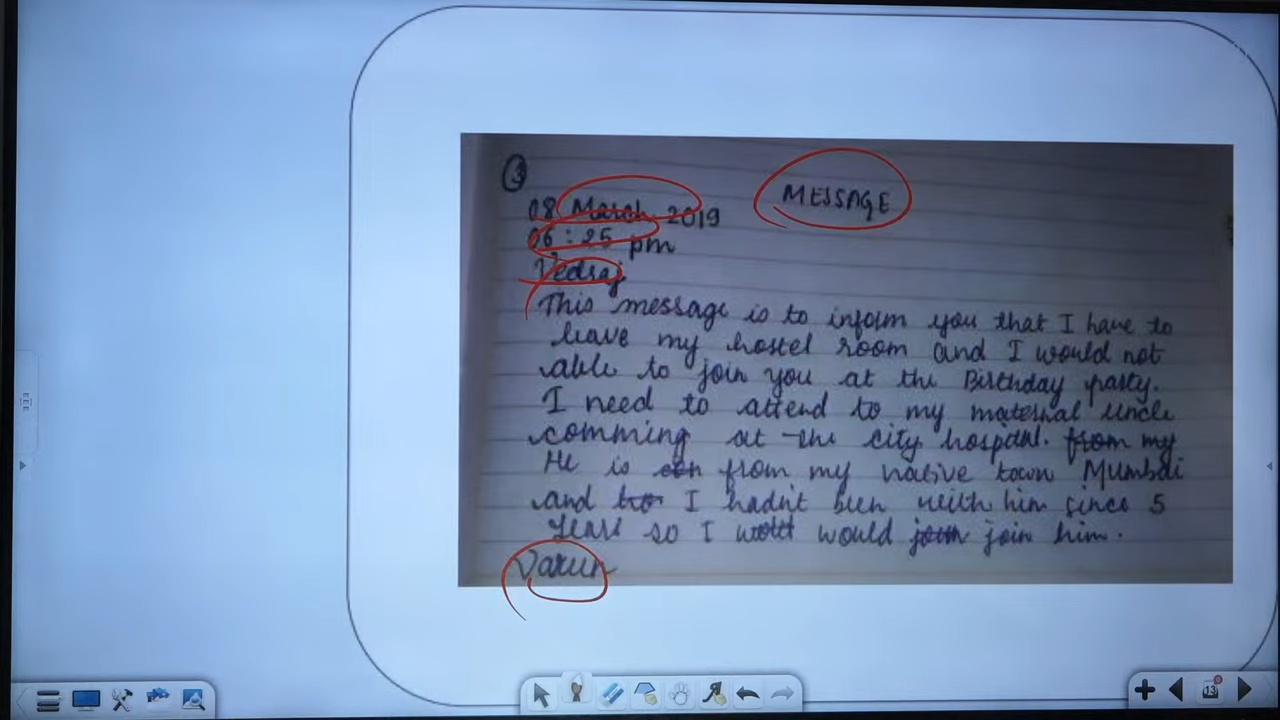 3
MESSAGE
08 March 2019
06:25 pm
Vedraj
This message is to inform you that I have to
leave my hostel room and I would not
able to join you at the Birthday party.
I need to attend to my maternal uncle
comming at the city hospital. from my
He is from my native town Mumbai
and I hadn't been with him since 5
years so I would join him.
Varun
13